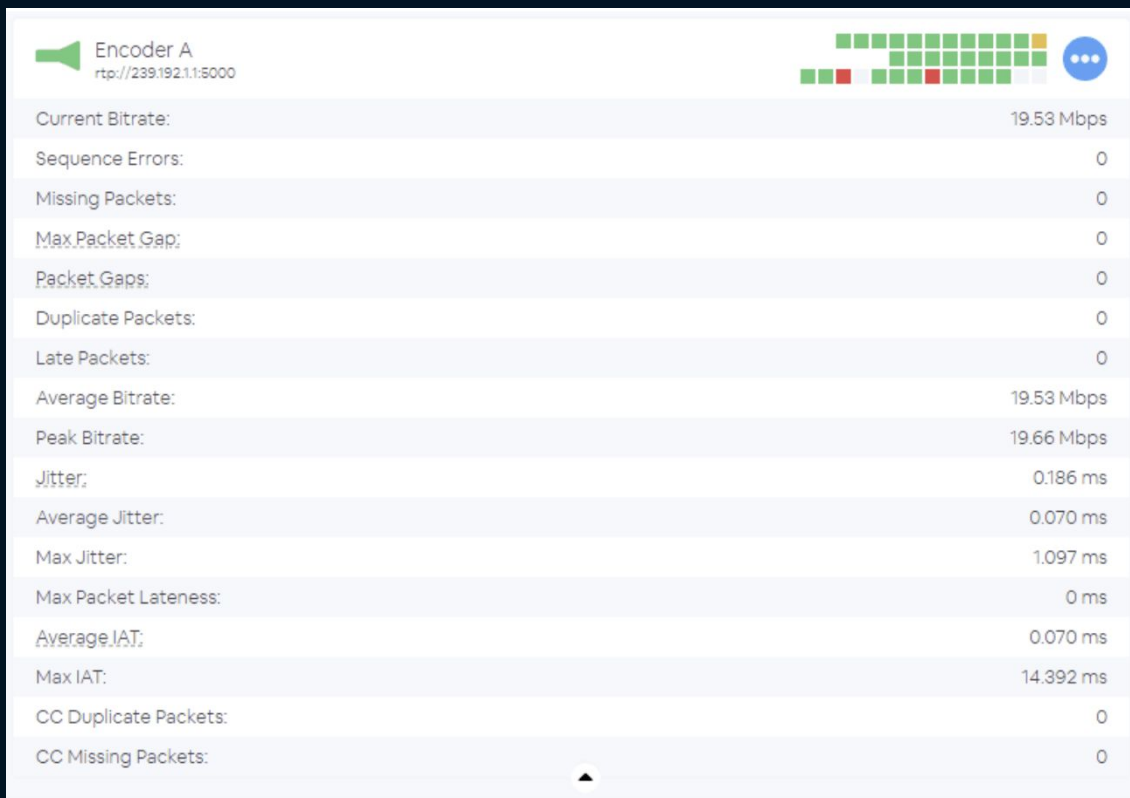 Encoder A
rtp://239.192.1.1:5000
Current Bitrate: 19.53 Mbps
Sequence Errors: 0
Missing Packets: 0
Max Packet Gap: 0
Packet Gaps: 0
Duplicate Packets: 0
Late Packets: 0
Average Bitrate: 19.53 Mbps
Peak Bitrate: 19.66 Mbps
Jitter: 0.186 ms
Average Jitter: 0.070 ms
Max Jitter: 1.097 ms
Max Packet Lateness: 0 ms
Average IAT: 0.070 ms
Max IAT: 14.392 ms
CC Duplicate Packets: 0
CC Missing Packets: 0